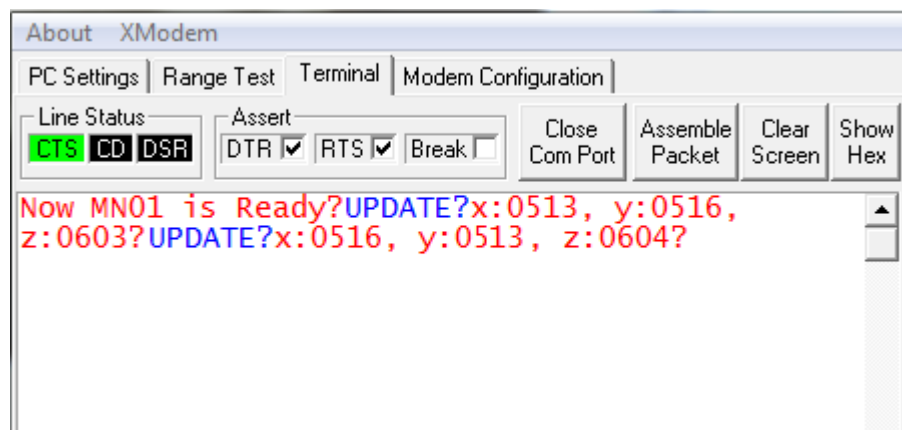 About XModem
PC Settings Range Test Terminal Modem Configuration
Line Status Assert
CTS CD DSR DTR RTS Break Close Com Port Assemble Packet Clear Screen Show Hex
Now MN01 is Ready?UPDATE?x:0513, y:0516,
z:0603?UPDATE?x:0516, y:0513, z:0604?